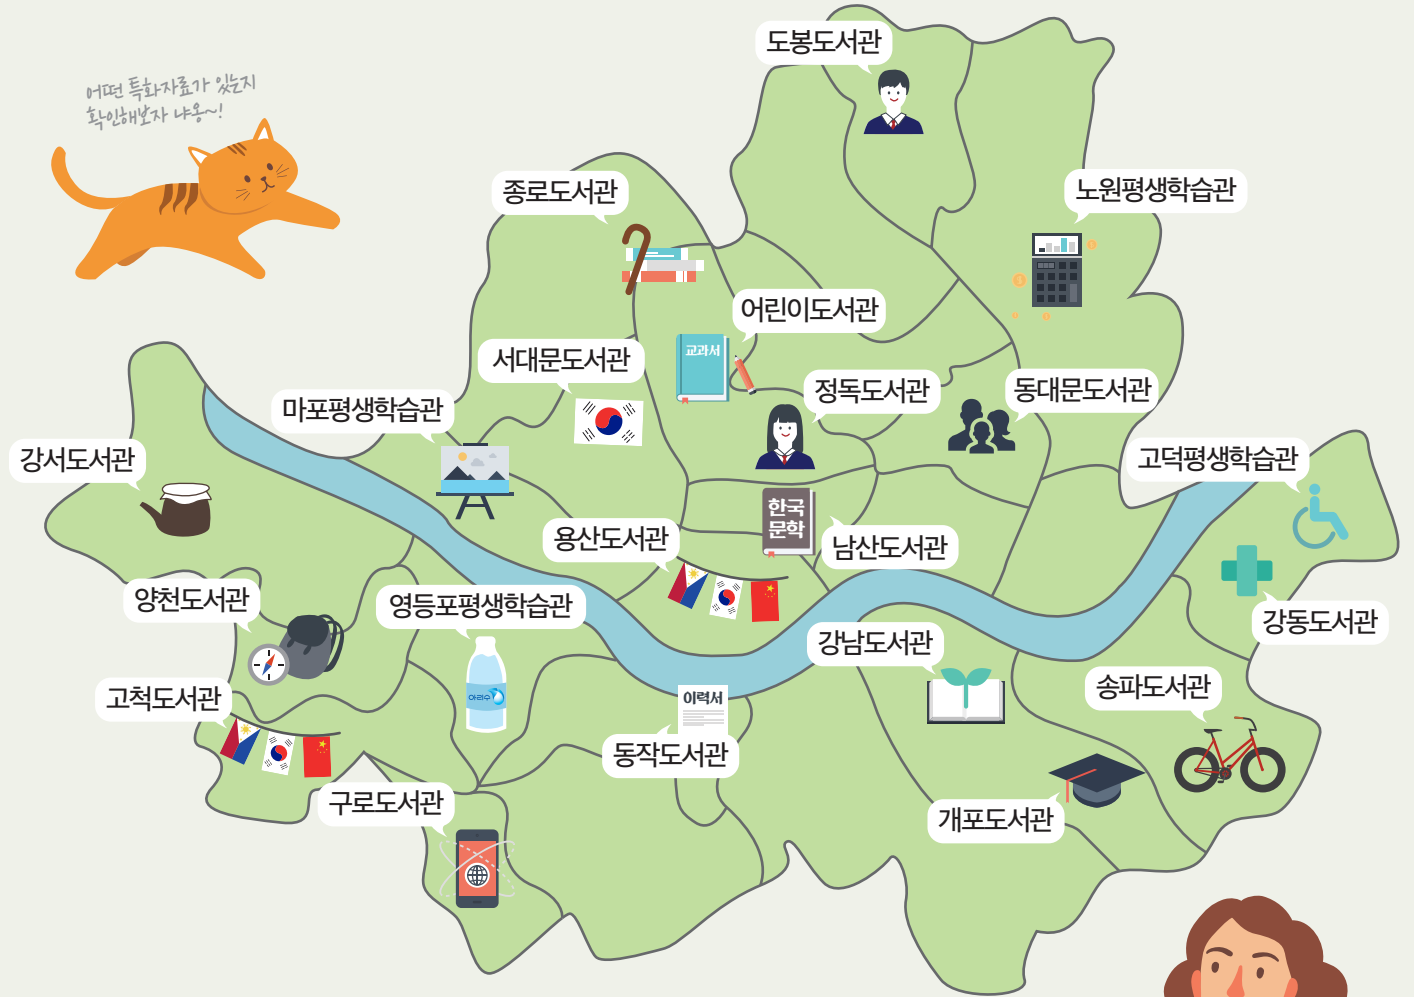 도봉도서관
어떤 특화자료가 있는지
확인해보자 냐옹~!
종로도서관
노원평생학습관
어린이도서관
교과서
서대문도서관
정독도서관
동대문도서관
마포평생학습관
강서도서관
고덕평생학습관
한국
문학
용산도서관
남산도서관
양천도서관
영등포평생학습관
강동도서관
강남도서관
아리수
고척도서관
이력서
송파도서관
동작도서관
구로도서관
개포도서관